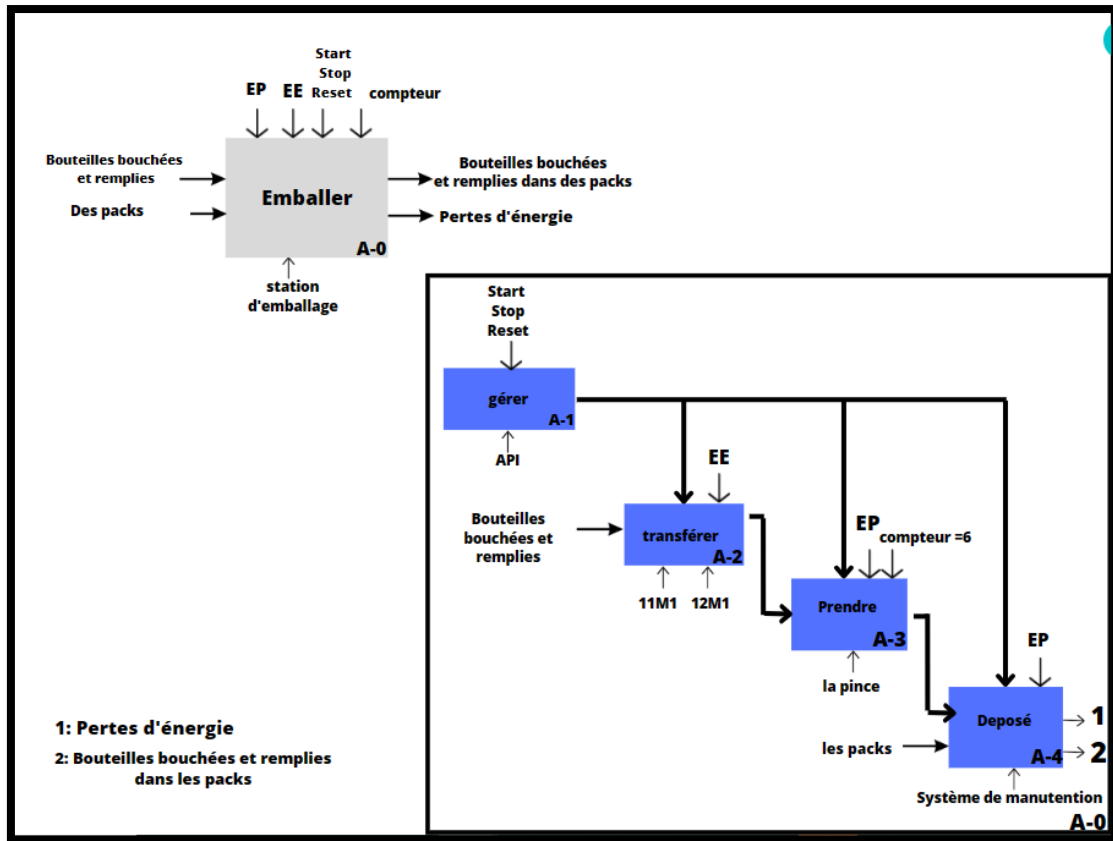 Start
Stop
Reset
EP
EE
compteur
Bouteilles bouchées
et remplies
Des packs
Emballer
A-0
Bouteilles bouchées
et remplies dans des packs
Pertes d'énergie
station
d'emballage
Start
Stop
Reset
gérer
A-1
API
EE
Bouteilles
bouchées et
remplies
transférer
A-2
11M1
12M1
EP
compteur =6
Prendre
A-3
la pince
EP
les packs
Deposé
A-4
1
2
Système de manutention
A-0
1: Pertes d'énergie
2: Bouteilles bouchées et remplies
dans les packs